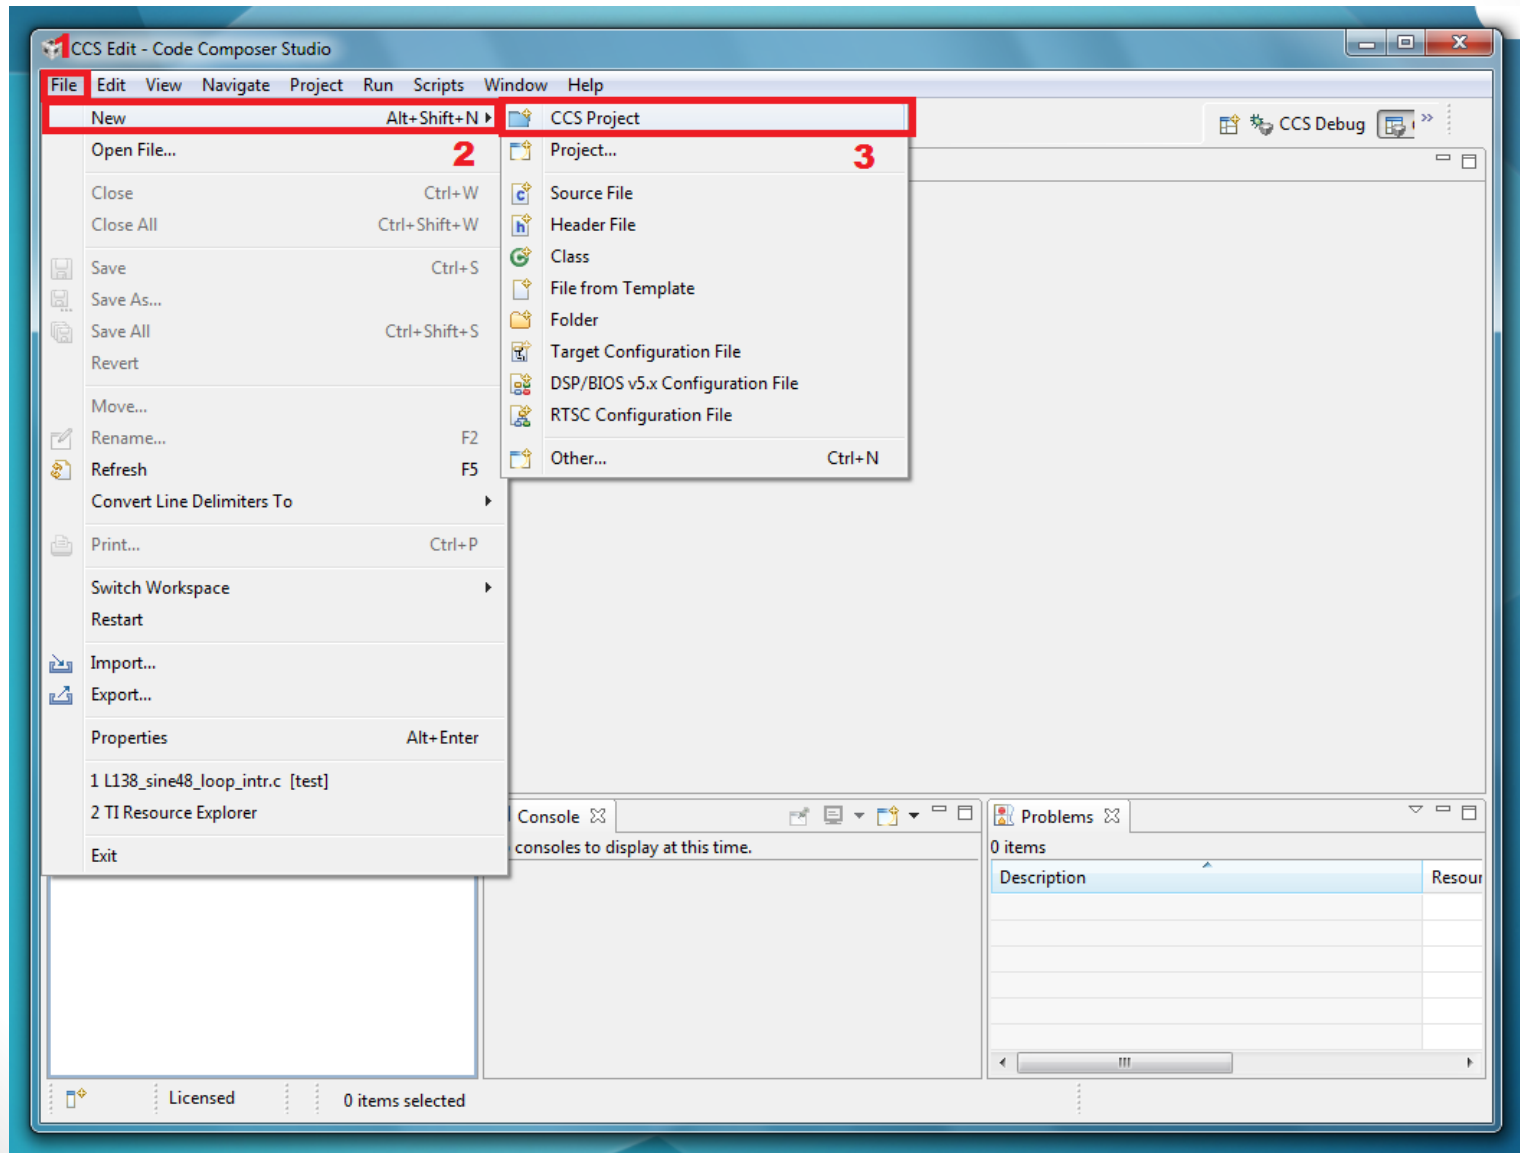 1
CCS Edit - Code Composer Studio
File Edit View Navigate Project Run Scripts Window Help
New Alt+Shift+N
CCS Project
CCS Debug
Open File...
2
Project...
3
Close Ctrl+W
Source File
Close All Ctrl+Shift+W
Header File
Class
Save Ctrl+S
File from Template
Save As...
Folder
Save All Ctrl+Shift+S
Target Configuration File
Revert
DSP/BIOS v5.x Configuration File
Move...
RTSC Configuration File
Rename... F2
Other... Ctrl+N
Refresh F5
Convert Line Delimiters To
Print... Ctrl+P
Switch Workspace
Restart
Import...
Export...
Properties Alt+Enter
1 L138_sine48_loop_intr.c [test]
2 TI Resource Explorer
Exit
Console
consoles to display at this time.
Problems
0 items
Description Resour
Licensed
0 items selected